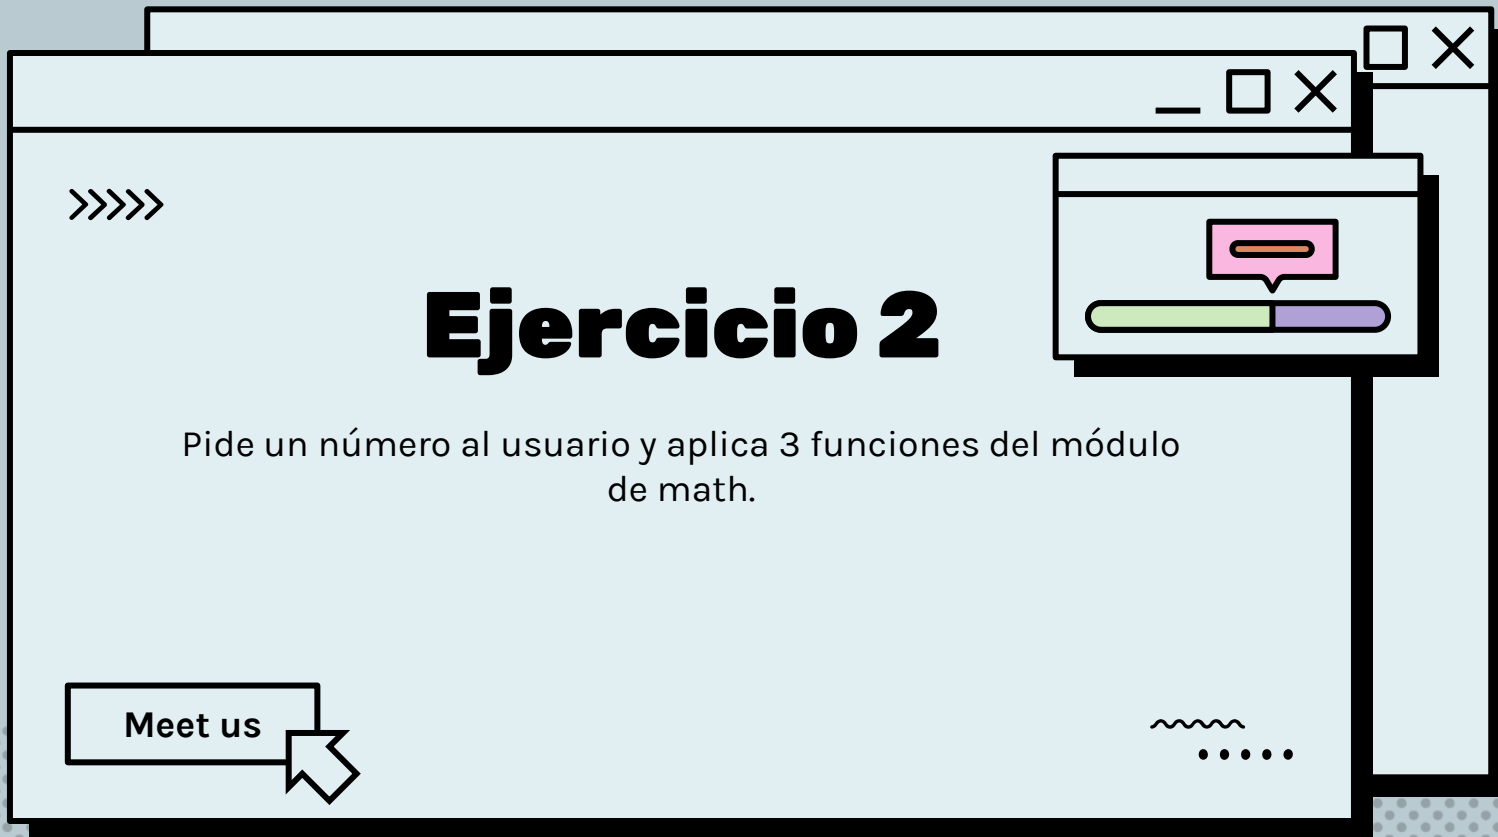 Ejercicio 2
Pide un número al usuario y aplica 3 funciones del módulo
de math.
Meet us